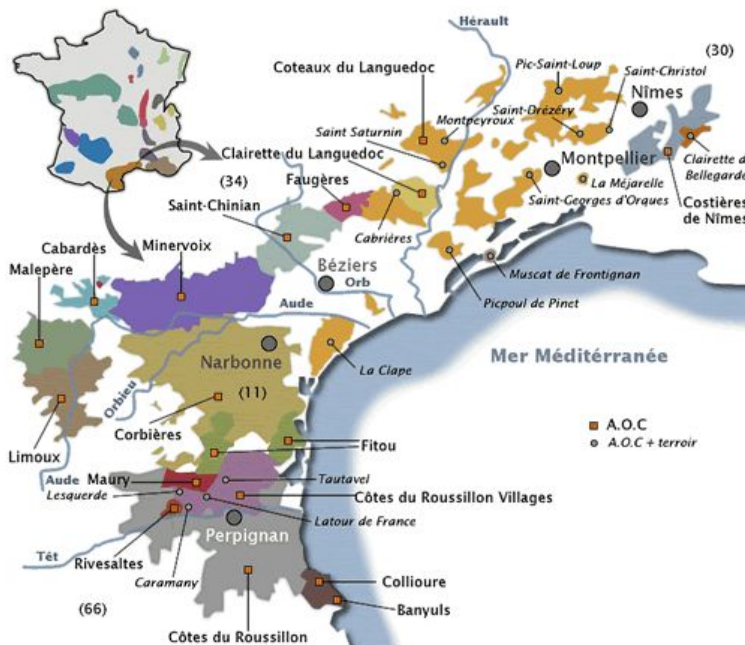 Hérault
(30)
Pic-Saint-Loup
Saint-Christol
Coteaux du Languedoc
Nîmes
Saint-Drézéry
Montpeyroux
Saint Saturnin
Clairette du Languedoc
Montpellier
Clairette d
Bellegarde
(34)
Faugères
La Méjarelle
Saint-Georges d'Orques
Costières
de Nîmes
Saint-Chinian
Cabrières
Cabardès
Minervoix
Béziers
Muscat de Frontignan
Malepère
Orb
Picpoul de Pinet
Aude
Narbonne
La Clape
Mer Méditérranée
Orbieu
(11)
Corbières
A.O.C
Fitou
A.O.C + terroir
Limoux
Maury
Tautavel
Aude
Lesquerde
Côtes du Roussillon Villages
Latour de France
Perpignan
Têt
Rivesaltes
Caramany
Collioure
(66)
Banyuls
Côtes du Roussillon